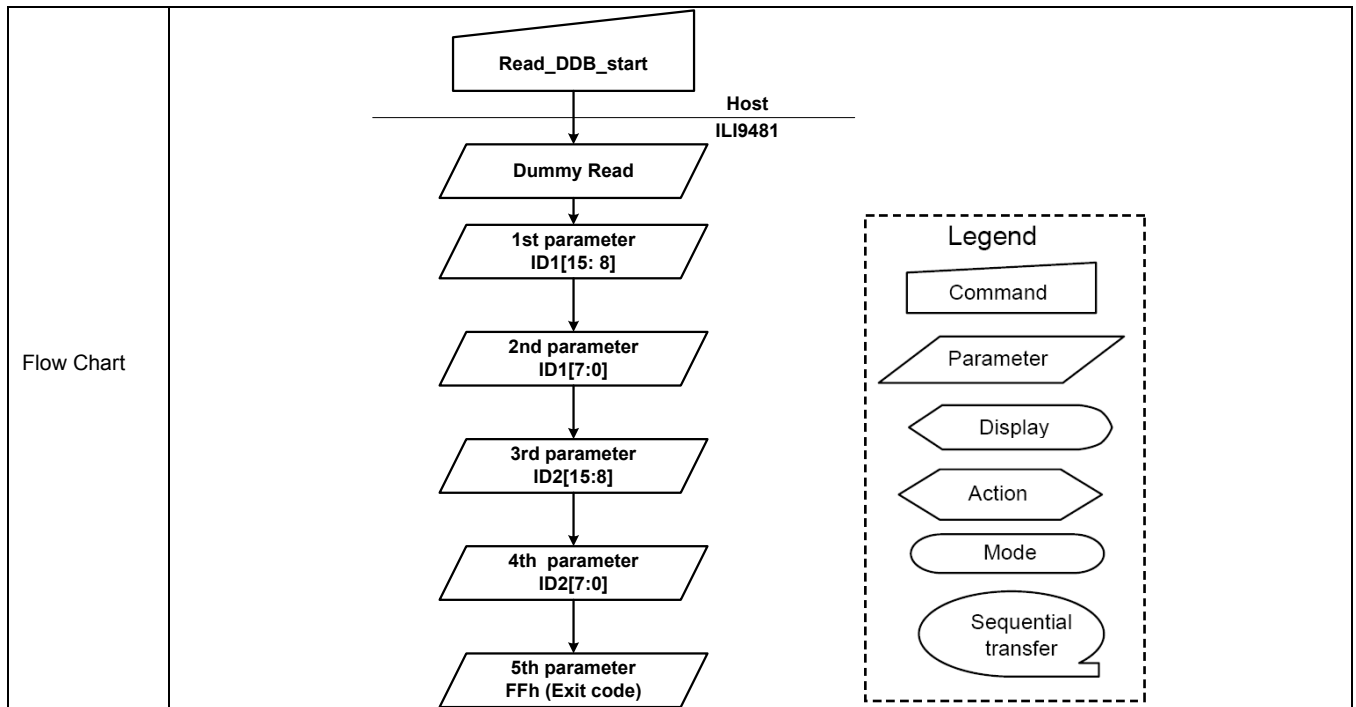 Flow Chart
Read_DDB_start
Host
ILI9481
Dummy Read
1st parameter
ID1[15: 8]
2nd parameter
ID1[7:0]
3rd parameter
ID2[15:8]
4th parameter
ID2[7:0]
5th parameter
FFh (Exit code)
Legend
Command
Parameter
Display
Action
Mode
Sequential
transfer